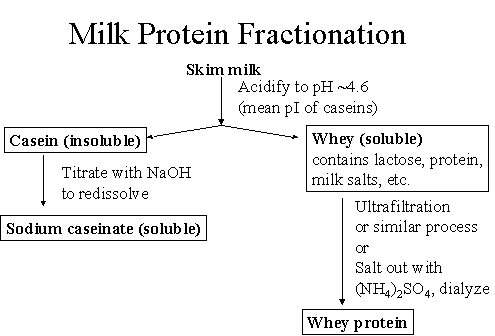 Milk Protein Fractionation
Skim milk
Acidify to pH ~4.6
(mean pI of caseins)
Casein (insoluble)
Titrate with NaOH
to redissolve
Sodium caseinate (soluble)
Whey (soluble)
contains lactose, protein,
milk salts, etc.
Ultrafiltration
or similar process
or
Salt out with
(NH₄)₂SO₄, dialyze
Whey protein